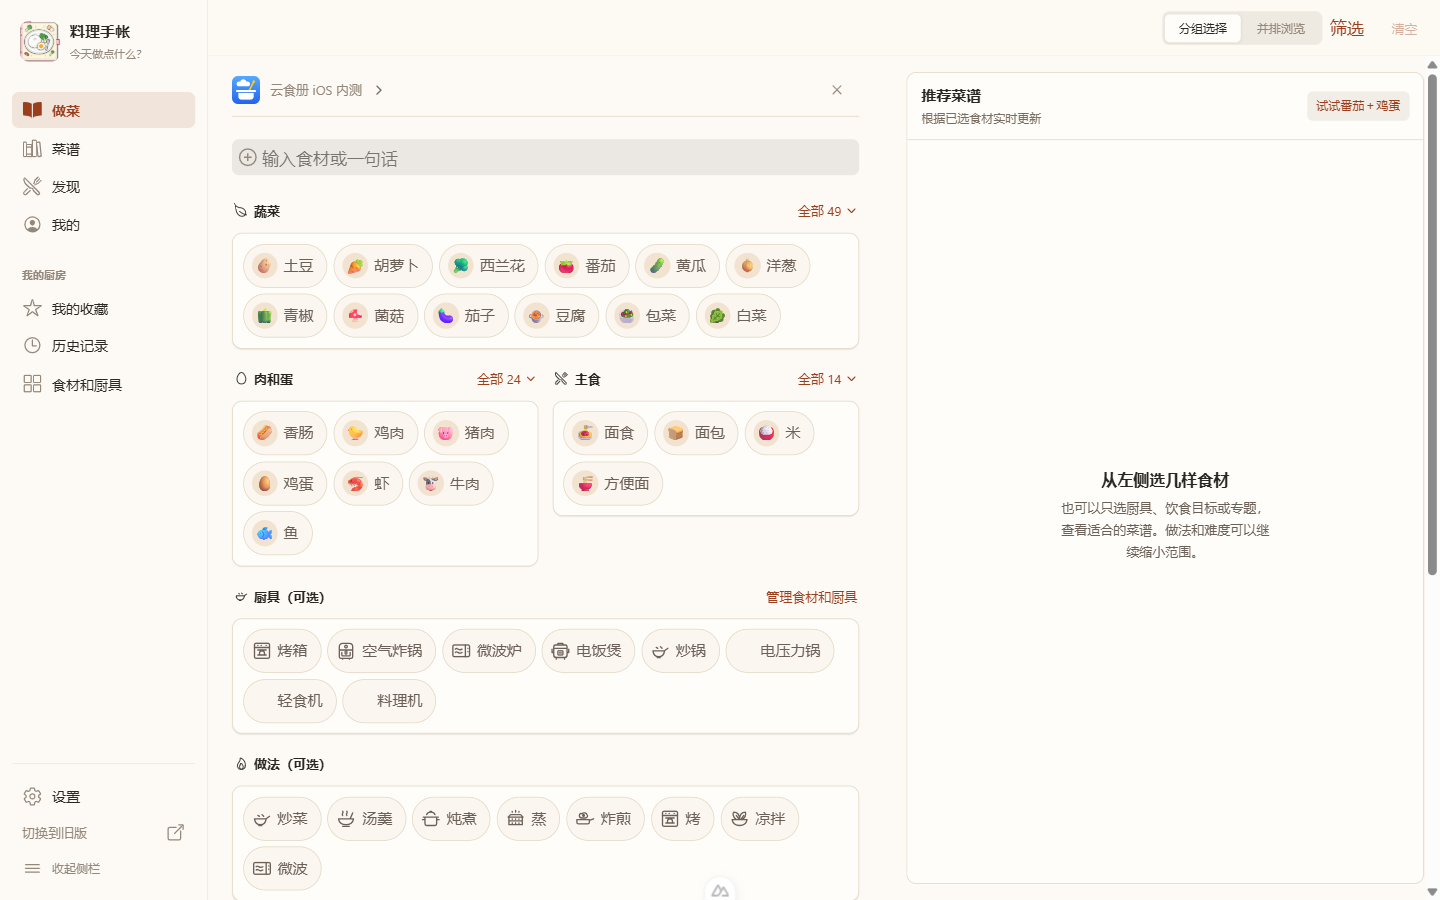 料理手帐
今天做点什么？
做菜
菜谱
发现
我的
我的厨房
我的收藏
历史记录
食材和厨具
设置
切换到旧版
收起侧栏
分组选择
并排浏览
筛选
清空
云食册 iOS 内测
输入食材或一句话
蔬菜
全部 49
土豆
胡萝卜
西兰花
番茄
黄瓜
洋葱
青椒
菌菇
茄子
豆腐
包菜
白菜
肉和蛋
全部 24
香肠
鸡肉
猪肉
鸡蛋
虾
牛肉
鱼
主食
全部 14
面食
面包
米
方便面
厨具（可选）
管理食材和厨具
烤箱
空气炸锅
微波炉
电饭煲
炒锅
电压力锅
轻食机
料理机
做法（可选）
炒菜
汤羹
炖煮
蒸
炸煎
烤
凉拌
微波
推荐菜谱
根据已选食材实时更新
试试番茄 + 鸡蛋
从左侧选几样食材
也可以只选厨具、饮食目标或专题，
查看适合的菜谱。做法和难度可以继
续缩小范围。